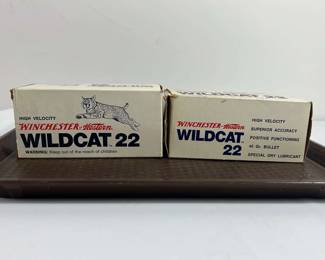 HIGH VELOCITY
WINCHESTER-Western
WILDCAT 22
WARNING: Keep out of the reach of children
WINCHESTER-Western
WILDCAT
22
HIGH VELOCITY
SUPERIOR ACCURACY
POSITIVE FUNCTIONING
40 Gr. BULLET
SPECIAL DRY LUBRICANT